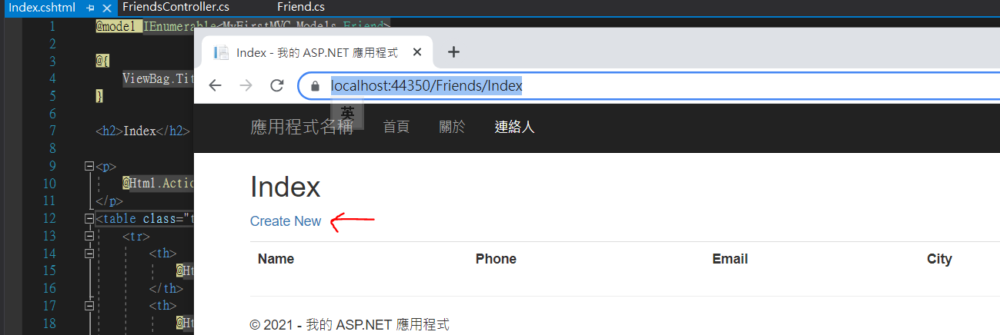 Index.cshtml FriendsController.cs Friend.cs
1 @model IEnumerable<MyFirstMVC.Models.Friend>
2
3 @{
4 ViewBag.Tit
5 }
6
7 <h2>Index</h2>
8
9 <p>
10 @Html.Actio
11 </p>
12 <table class="t
13 <tr>
14 <th>
15 @Ht
16 </th>
17 <th>
18 @Ht
Index - 我的 ASP.NET 應用程式
localhost:44350/Friends/Index
英
應用程式名稱 首頁 關於 連絡人
Index
Create New
Name Phone Email City
© 2021 - 我的 ASP.NET 應用程式